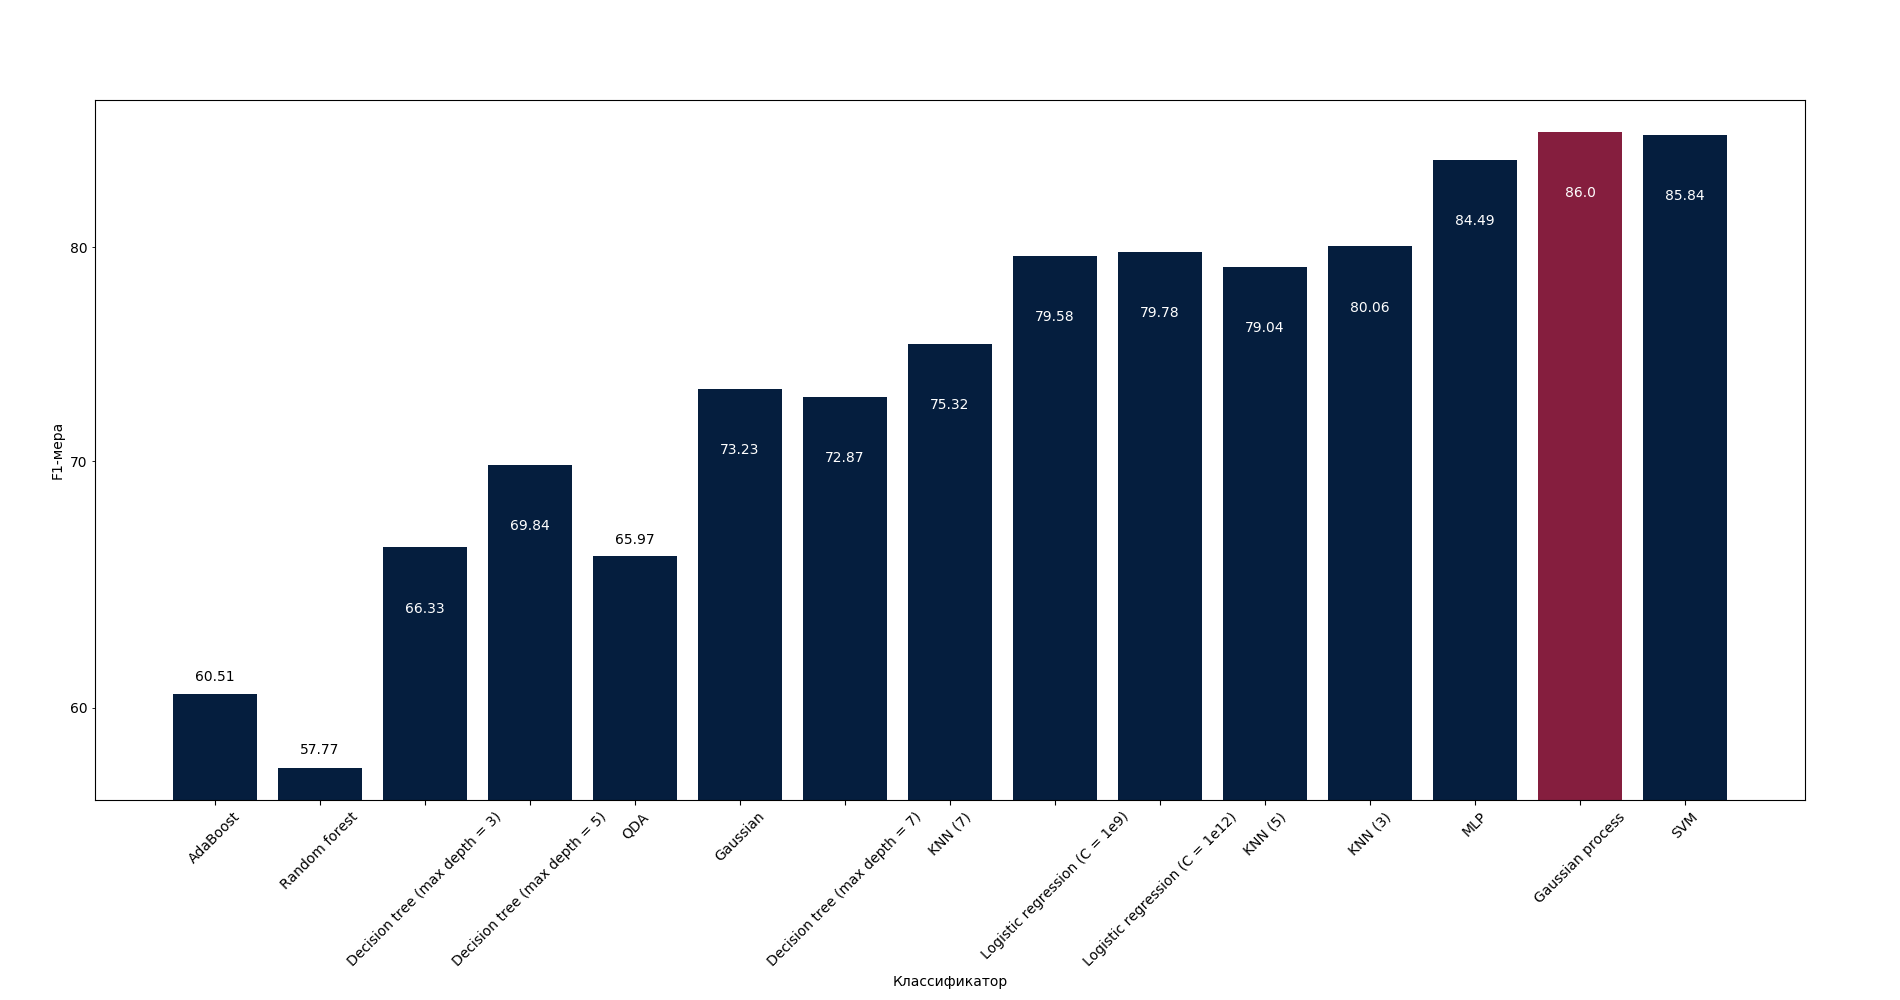 F1-мера
80
70
60
60.51
57.77
66.33
69.84
65.97
73.23
72.87
75.32
79.58
79.78
79.04
80.06
84.49
86.0
85.84
AdaBoost
Random forest
Decision tree (max depth = 3)
Decision tree (max depth = 5)
QDA
Gaussian
Decision tree (max depth = 7)
KNN (7)
Logistic regression (C = 1e9)
Logistic regression (C = 1e12)
KNN (5)
KNN (3)
MLP
Gaussian process
SVM
Классификатор